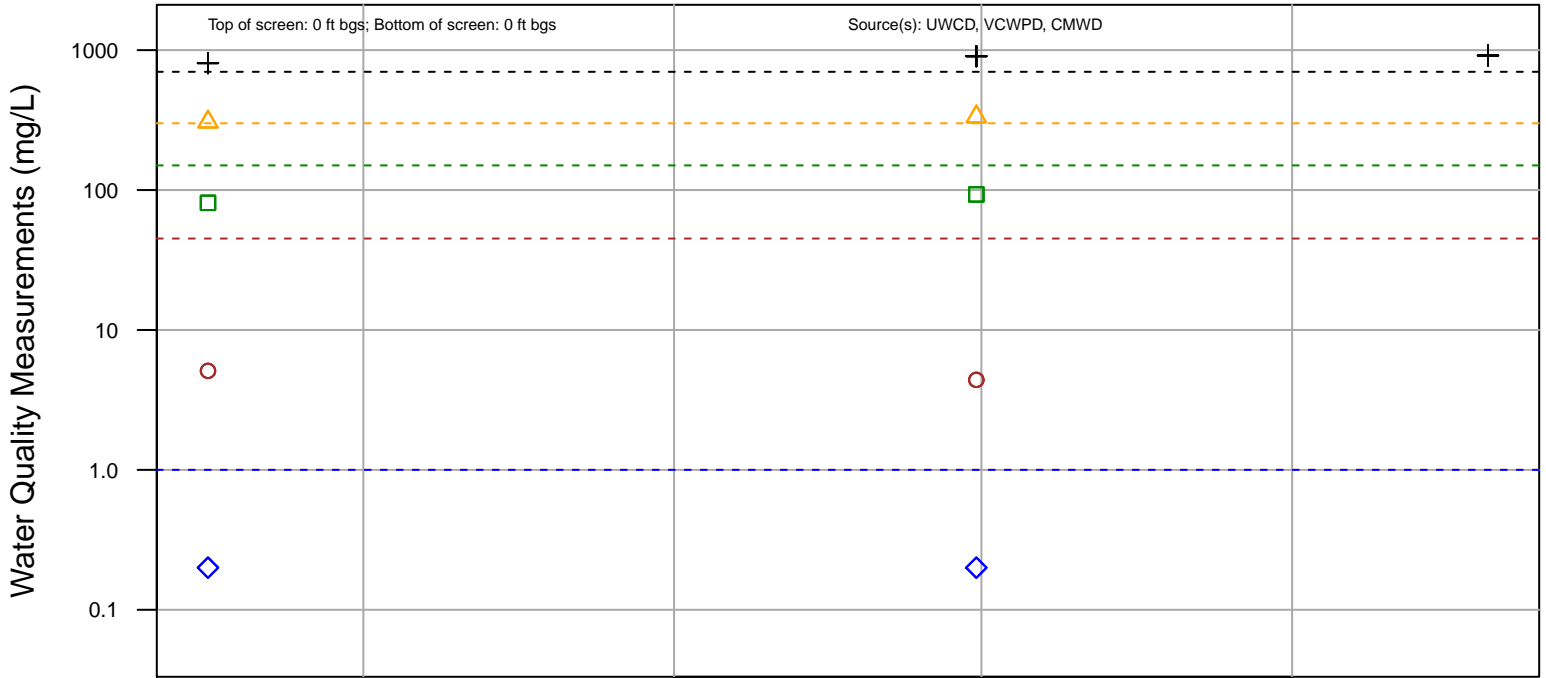 Top of screen: 0 ft bgs; Bottom of screen: 0 ft bgs
Source(s): UWCD, VCWPD, CMWD
Water Quality Measurements (mg/L)
1000
100
10
1.0
0.1